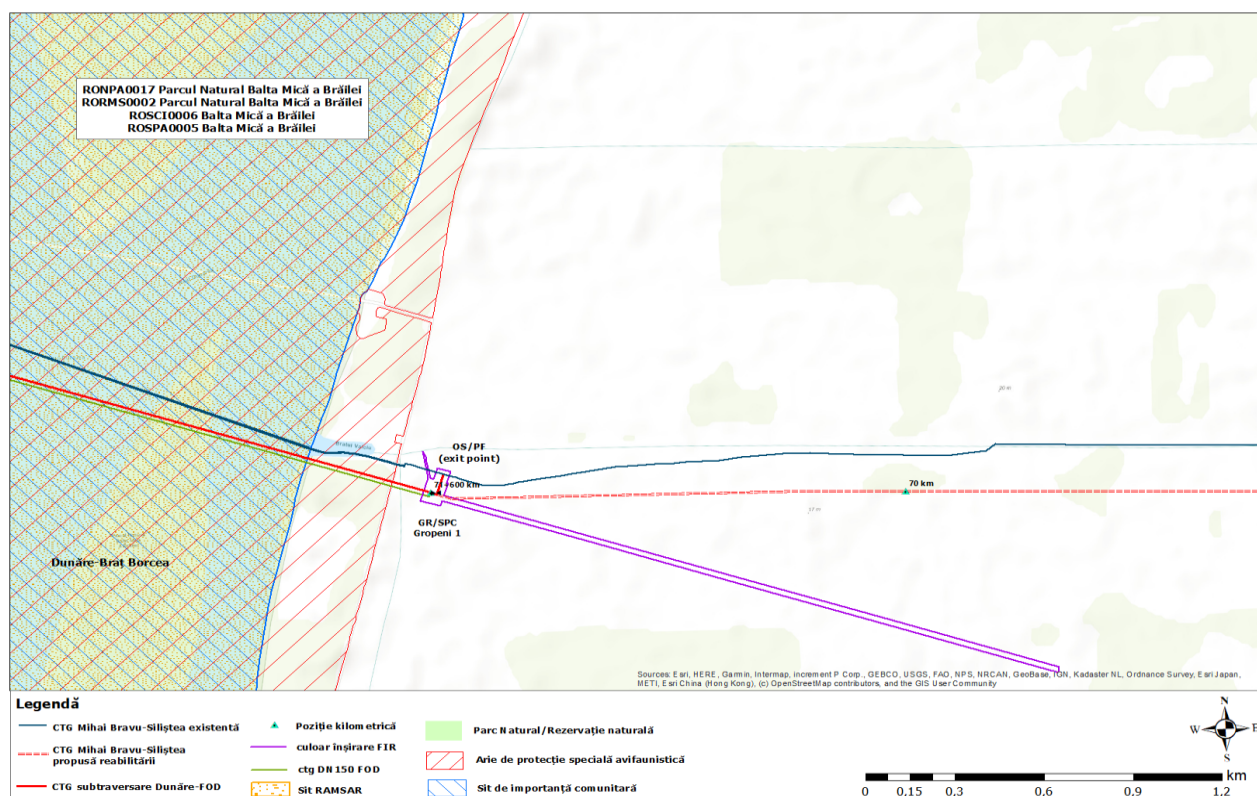 RONPA0017 Parcul Natural Balta Mică a Brăilei
RORMS0002 Parcul Natural Balta Mică a Brăilei
ROSCI0006 Balta Mică a Brăilei
ROSPA0005 Balta Mică a Brăilei
OS/PF
(exit point)
71+600 km
70 km
GR/SPC
Gropeni 1
Dunăre-Braț Borcea
Sources: Esri, HERE, Garmin, Intermap, increment P Corp., GEBCO, USGS, FAO, NPS, NRCAN, GeoBase, IGN, Kadaster NL, Ordnance Survey, Esri Japan,
METI, Esri China (Hong Kong), (c) OpenStreetMap contributors, and the GIS User Community
Legendă
CTG Mihai Bravu-Siliștea existentă
CTG Mihai Bravu-Siliștea
propusă reabilitării
CTG subtraversare Dunăre-FOD
Poziție kilometrică
culoar înșirare FIR
ctg DN150 FOD
Sit RAMSAR
Parc Natural/Rezervație naturală
Arie de protecție specială avifaunistică
Sit de importanță comunitară
N
W E
S
km
0 0.15 0.3 0.6 0.9 1.2